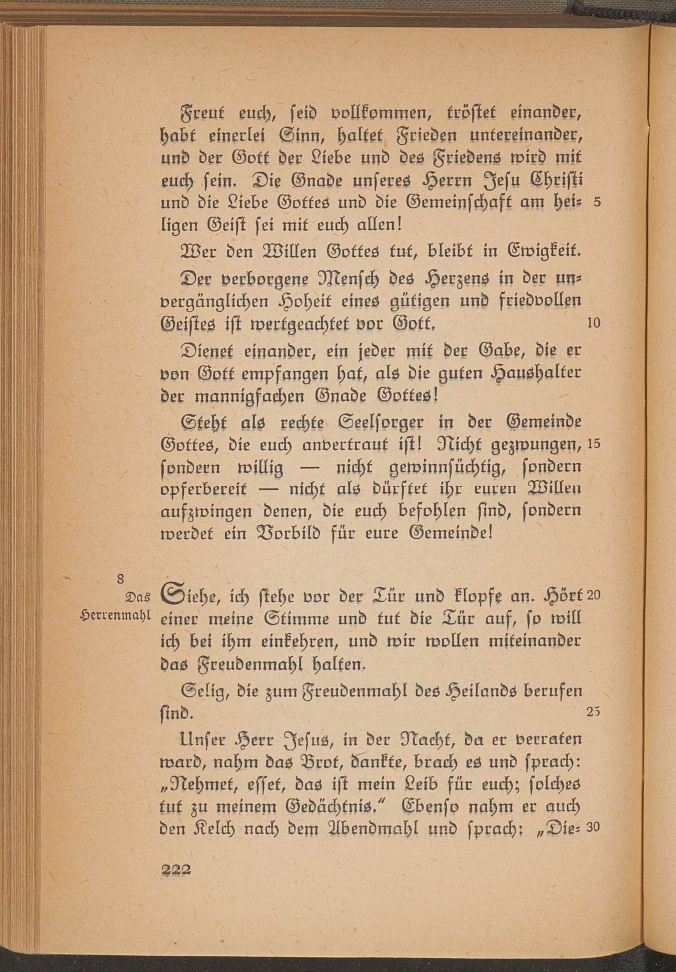 Freut euch, seid vollkommen, tröstet einander,
habt einerlei Sinn, haltet Frieden untereinander,
und der Gott der Liebe und des Friedens wird mit
euch sein. Die Gnade unseres Herrn Jesu Christi
und die Liebe Gottes und die Gemeinschaft am hei- 5
ligen Geist sei mit euch allen!
Wer den Willen Gottes tut, bleibt in Ewigkeit.
Der verborgene Mensch des Herzens in der un-
vergänglichen Hoheit eines gütigen und friedvollen
Geistes ist wertgeachtet vor Gott. 10
Dienet einander, ein jeder mit der Gabe, die er
von Gott empfangen hat, als die guten Haushalter
der mannigfachen Gnade Gottes!
Steht als rechte Seelsorger in der Gemeinde
Gottes, die euch anvertraut ist! Nicht gezwungen, 15
sondern willig — nicht gewinnsüchtig, sondern
opferbereit — nicht als dürftet ihr euren Willen
aufzwingen denen, die euch befohlen sind, sondern
werdet ein Vorbild für eure Gemeinde!
8
Das
Herrenmahl
Siehe, ich stehe vor der Tür und klopfe an. Hört 20
einer meine Stimme und tut die Tür auf, so will
ich bei ihm einkehren, und wir wollen miteinander
das Freudenmahl halten.
Selig, die zum Freudenmahl des Heilands berufen
sind. 25
Unser Herr Jesus, in der Nacht, da er verraten
ward, nahm das Brot, dankte, brach es und sprach:
„Nehmet, esset, das ist mein Leib für euch; solches
tut zu meinem Gedächtnis.“ Ebenso nahm er auch
den Kelch nach dem Abendmahl und sprach: „Die- 30
222